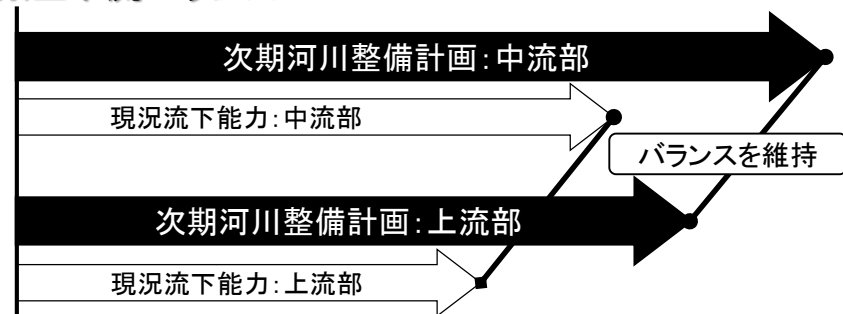 次期河川整備計画：中流部
現況流下能力：中流部
バランスを維持
次期河川整備計画：上流部
現況流下能力：上流部